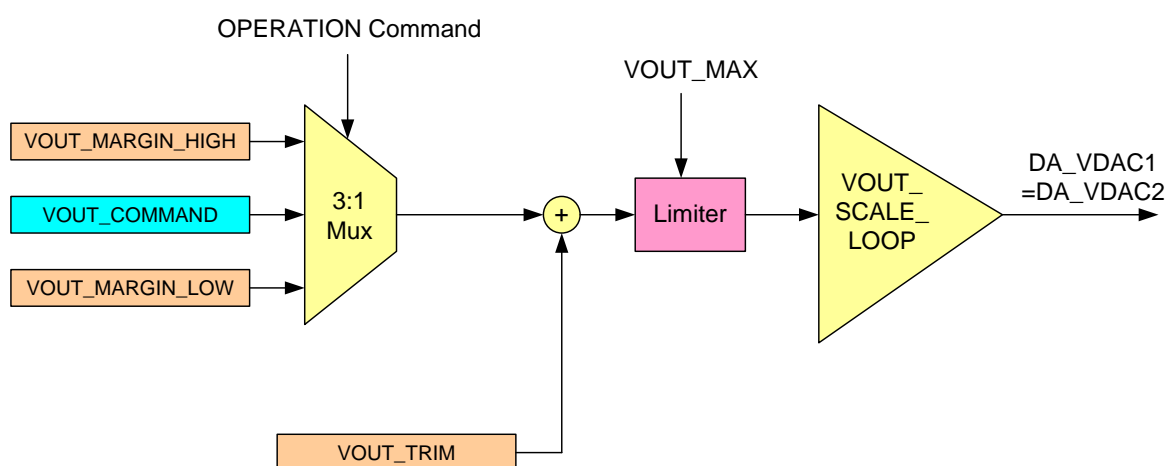 OPERATION Command
VOUT_MAX
VOUT_MARGIN_HIGH
VOUT_COMMAND
VOUT_MARGIN_LOW
3:1
Mux
+
Limiter
VOUT_
SCALE_
LOOP
DA_VDAC1
=DA_VDAC2
VOUT_TRIM